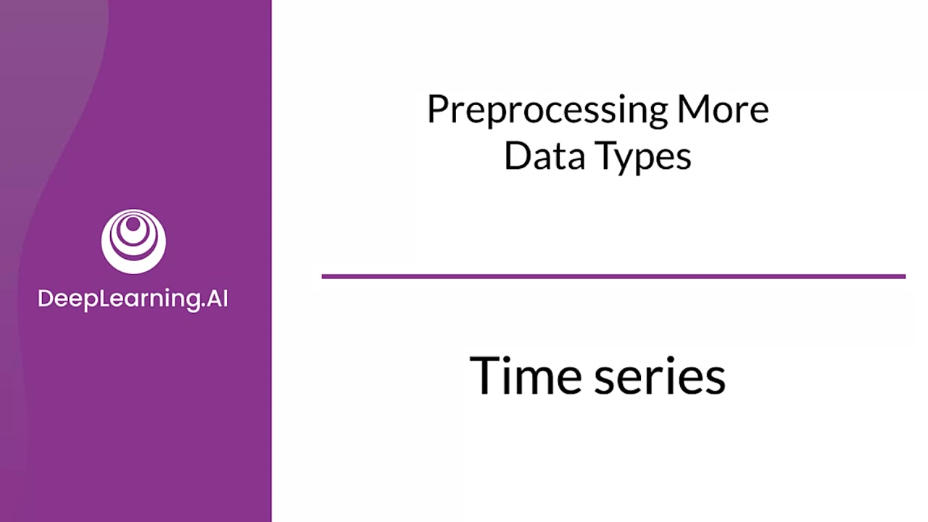 Preprocessing More
Data Types
DeepLearning.AI
Time series